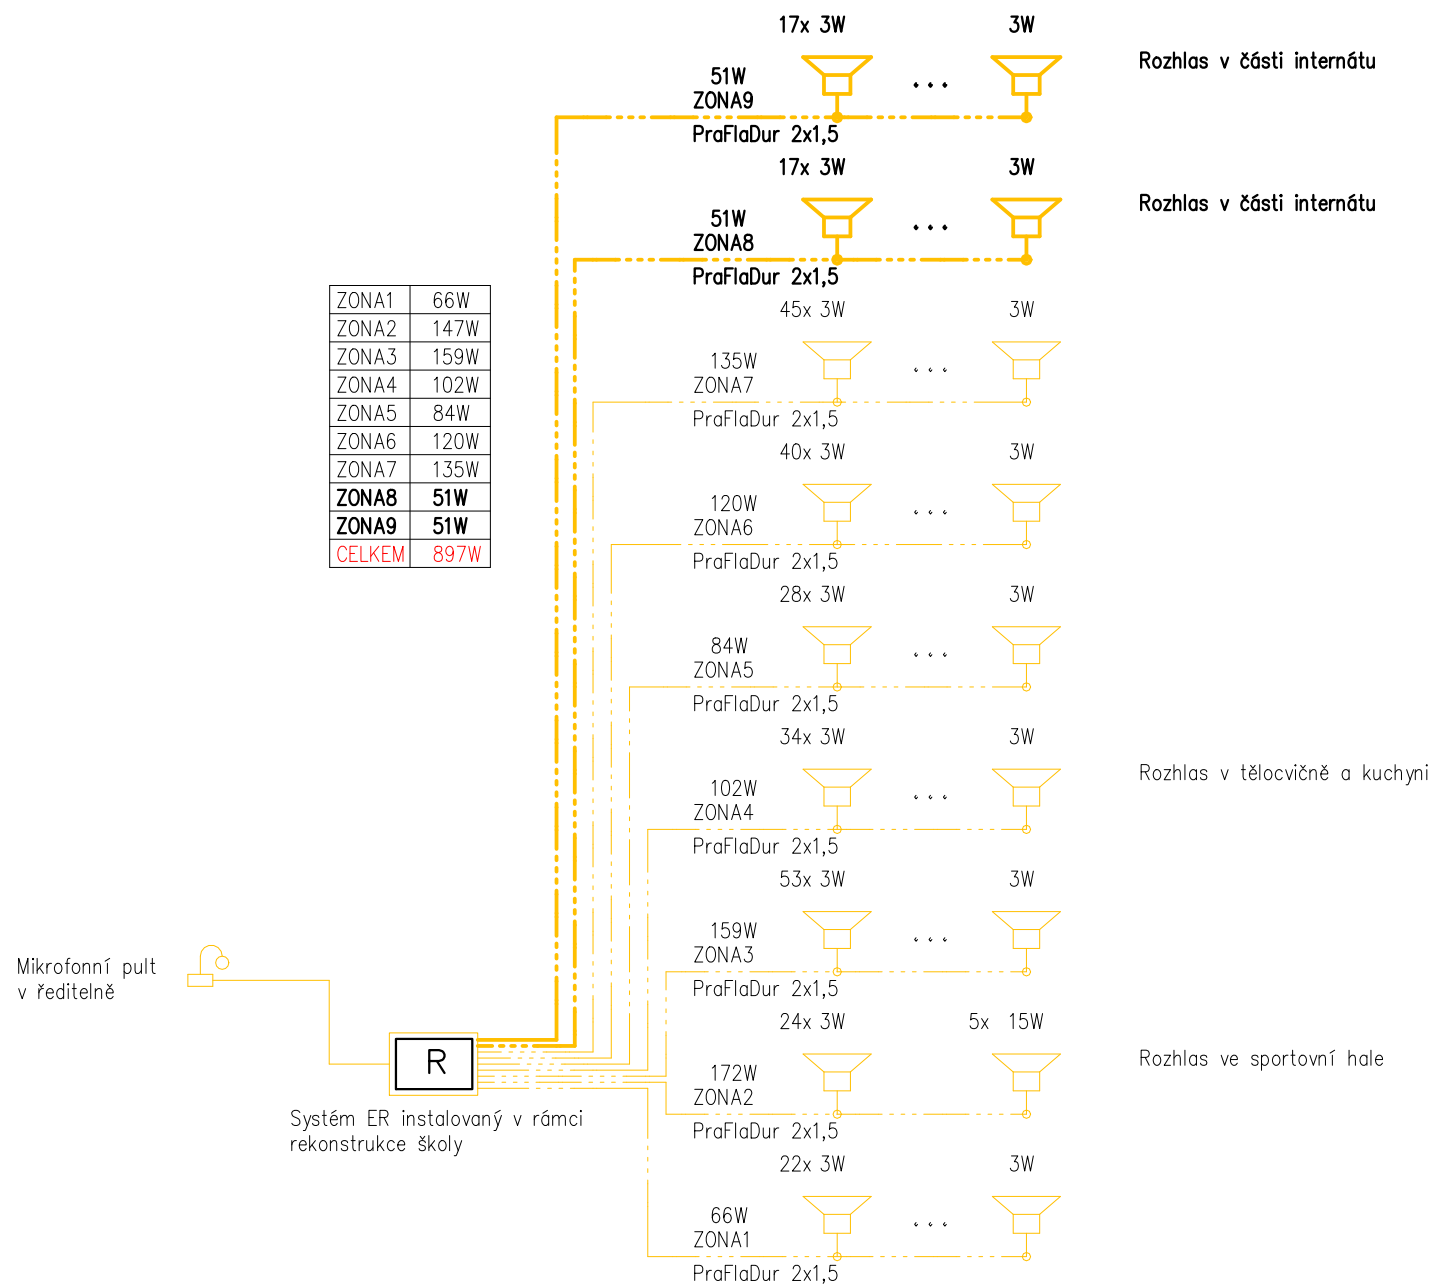 17x 3W 3W
Rozhlas v části internátu
51W
ZONA9
PraFlaDur 2x1,5
17x 3W 3W
Rozhlas v části internátu
51W
ZONA8
PraFlaDur 2x1,5
45x 3W 3W
135W
ZONA7
PraFlaDur 2x1,5
40x 3W 3W
120W
ZONA6
PraFlaDur 2x1,5
28x 3W 3W
84W
ZONA5
PraFlaDur 2x1,5
34x 3W 3W
Rozhlas v tělocvičně a kuchyni
102W
ZONA4
PraFlaDur 2x1,5
53x 3W 3W
159W
ZONA3
PraFlaDur 2x1,5
24x 3W 5x 15W
Rozhlas ve sportovní hale
172W
ZONA2
PraFlaDur 2x1,5
22x 3W 3W
66W
ZONA1
PraFlaDur 2x1,5
ZONA1 66W
ZONA2 147W
ZONA3 159W
ZONA4 102W
ZONA5 84W
ZONA6 120W
ZONA7 135W
ZONA8 51W
ZONA9 51W
CELKEM 897W
Mikrofonní pult
v ředitelně
R
Systém ER instalovaný v rámci
rekonstrukce školy